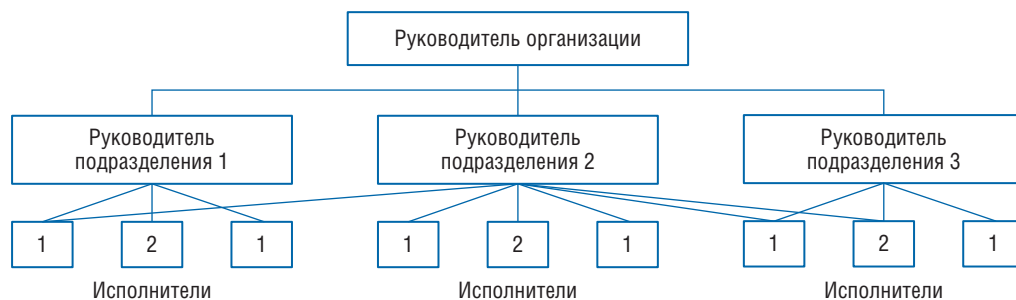 Руководитель организации
Руководитель
подразделения 1
Руководитель
подразделения 2
Руководитель
подразделения 3
1 2 1 1 2 1 1 2 1
Исполнители Исполнители Исполнители